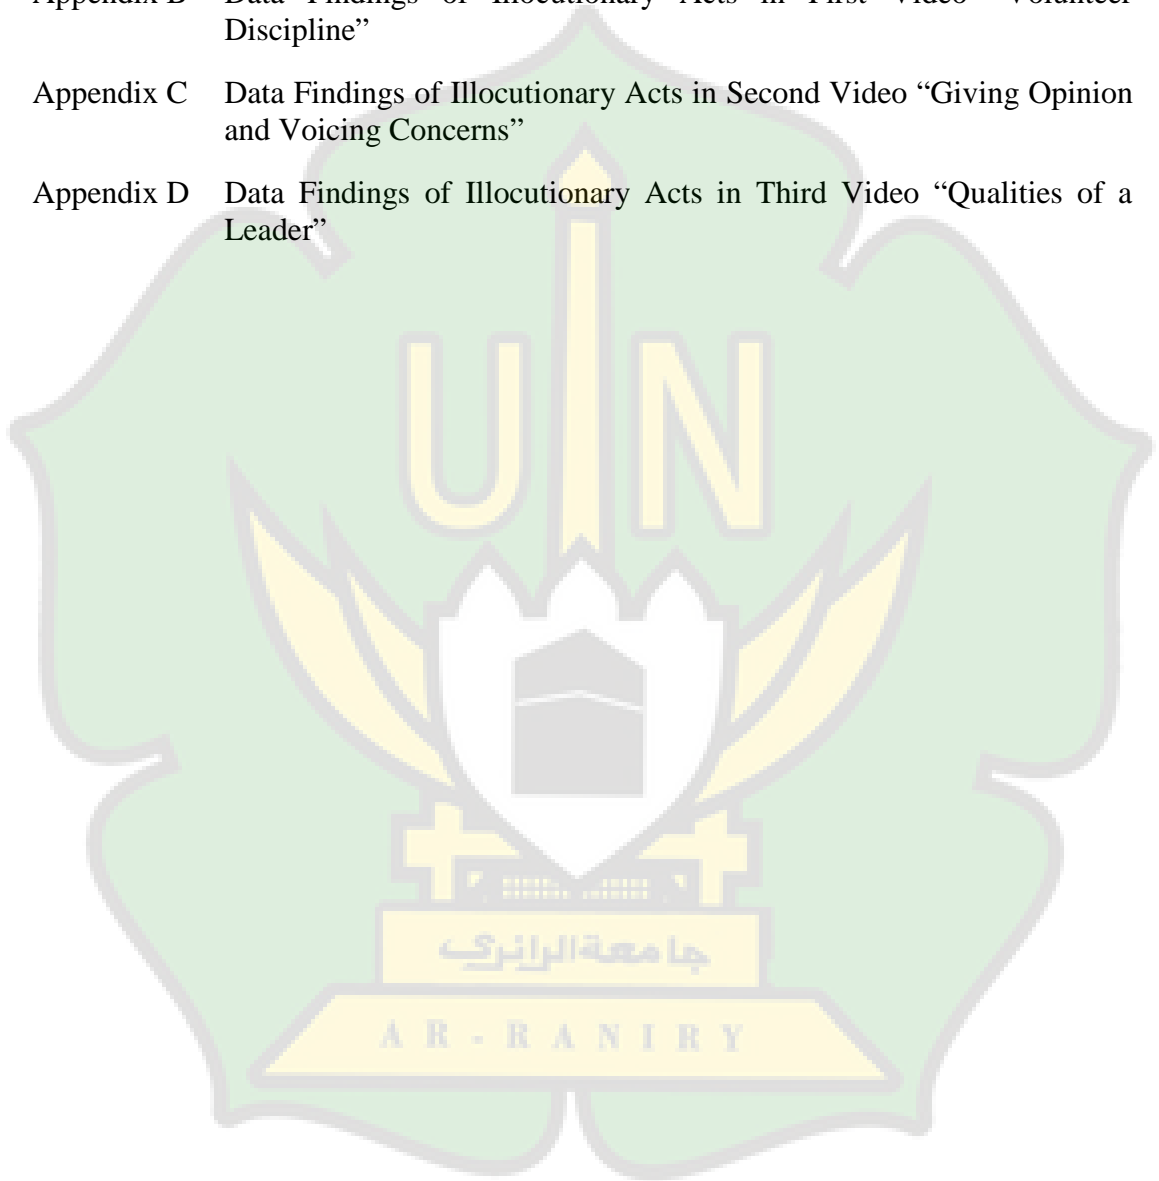 Appendix B Data Findings of Illocutionary Acts in First Video “Volunteer
Discipline”
Appendix C Data Findings of Illocutionary Acts in Second Video “Giving Opinion
and Voicing Concerns”
Appendix D Data Findings of Illocutionary Acts in Third Video “Qualities of a
Leader”
UIN
جامعة الرانري
AR-RANIRY